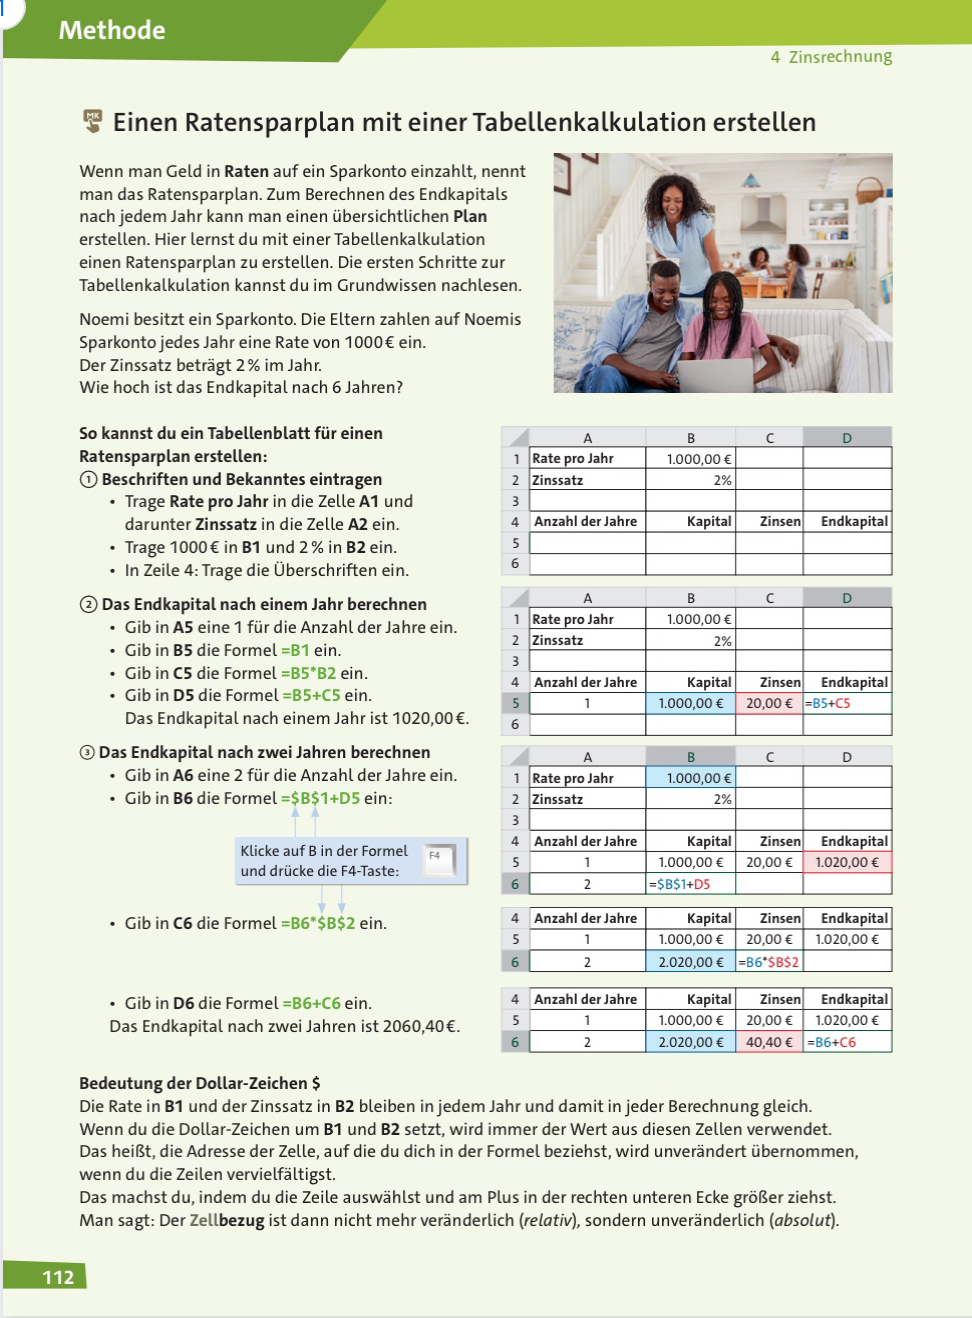 Methode
4 Zinsrechnung
MK
Einen Ratensparplan mit einer Tabellenkalkulation erstellen
Wenn man Geld in Raten auf ein Sparkonto einzahlt, nennt
man das Ratensparplan. Zum Berechnen des Endkapitals
nach jedem Jahr kann man einen übersichtlichen Plan
erstellen. Hier lernst du mit einer Tabellenkalkulation
einen Ratensparplan zu erstellen. Die ersten Schritte zur
Tabellenkalkulation kannst du im Grundwissen nachlesen.
Noemi besitzt ein Sparkonto. Die Eltern zahlen auf Noemis
Sparkonto jedes Jahr eine Rate von 1000 € ein.
Der Zinssatz beträgt 2 % im Jahr.
Wie hoch ist das Endkapital nach 6 Jahren?
So kannst du ein Tabellenblatt für einen
Ratensparplan erstellen:
① Beschriften und Bekanntes eintragen
• Trage Rate pro Jahr in die Zelle A1 und
darunter Zinssatz in die Zelle A2 ein.
• Trage 1000 € in B1 und 2 % in B2 ein.
• In Zeile 4: Trage die Überschriften ein.
A B C D
1 Rate pro Jahr 1.000,00 €
2 Zinssatz 2%
3
4 Anzahl der Jahre Kapital Zinsen Endkapital
5
6
② Das Endkapital nach einem Jahr berechnen
• Gib in A5 eine 1 für die Anzahl der Jahre ein.
• Gib in B5 die Formel =B1 ein.
• Gib in C5 die Formel =B5*B2 ein.
• Gib in D5 die Formel =B5+C5 ein.
Das Endkapital nach einem Jahr ist 1020,00 €.
A B C D
1 Rate pro Jahr 1.000,00 €
2 Zinssatz 2%
3
4 Anzahl der Jahre Kapital Zinsen Endkapital
5 1 1.000,00 € 20,00 € =B5+C5
6
③ Das Endkapital nach zwei Jahren berechnen
• Gib in A6 eine 2 für die Anzahl der Jahre ein.
• Gib in B6 die Formel =$B$1+D5 ein:
Klicke auf B in der Formel
und drücke die F4-Taste:
F4
• Gib in C6 die Formel =B6*$B$2 ein.
• Gib in D6 die Formel =B6+C6 ein.
Das Endkapital nach zwei Jahren ist 2060,40 €.
A B C D
1 Rate pro Jahr 1.000,00 €
2 Zinssatz 2%
3
4 Anzahl der Jahre Kapital Zinsen Endkapital
5 1 1.000,00 € 20,00 € 1.020,00 €
6 2 =$B$1+D5
4 Anzahl der Jahre Kapital Zinsen Endkapital
5 1 1.000,00 € 20,00 € 1.020,00 €
6 2 2.020,00 € =B6*$B$2
4 Anzahl der Jahre Kapital Zinsen Endkapital
5 1 1.000,00 € 20,00 € 1.020,00 €
6 2 2.020,00 € 40,40 € =B6+C6
Bedeutung der Dollar-Zeichen $
Die Rate in B1 und der Zinssatz in B2 bleiben in jedem Jahr und damit in jeder Berechnung gleich.
Wenn du die Dollar-Zeichen um B1 und B2 setzt, wird immer der Wert aus diesen Zellen verwendet.
Das heißt, die Adresse der Zelle, auf die du dich in der Formel beziehst, wird unverändert übernommen,
wenn du die Zeilen vervielfältigst.
Das machst du, indem du die Zeile auswählst und am Plus in der rechten unteren Ecke größer ziehst.
Man sagt: Der Zellbezug ist dann nicht mehr veränderlich (relativ), sondern unveränderlich (absolut).
112